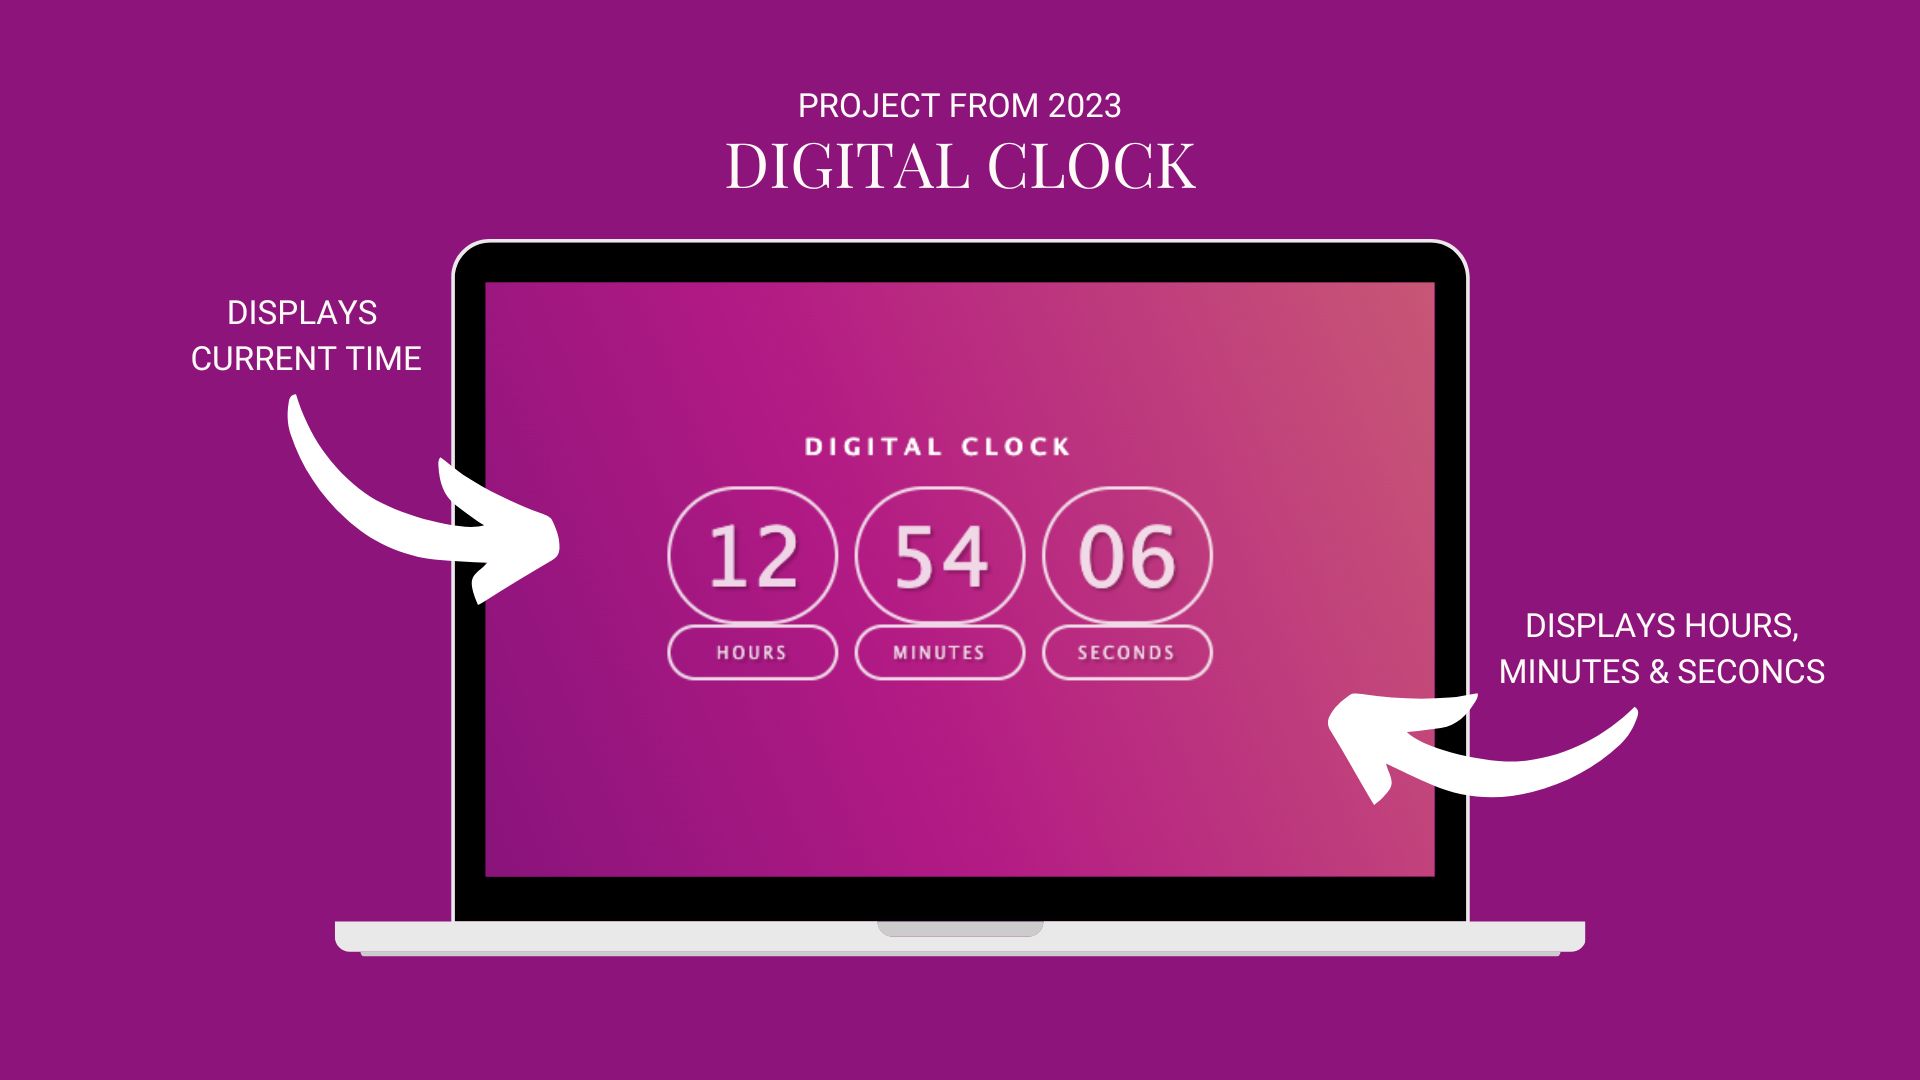 PROJECT FROM 2023
DIGITAL CLOCK
DISPLAYS
CURRENT TIME
DIGITAL CLOCK
12 54 06
HOURS MINUTES SECONDS
DISPLAYS HOURS,
MINUTES & SECONCS